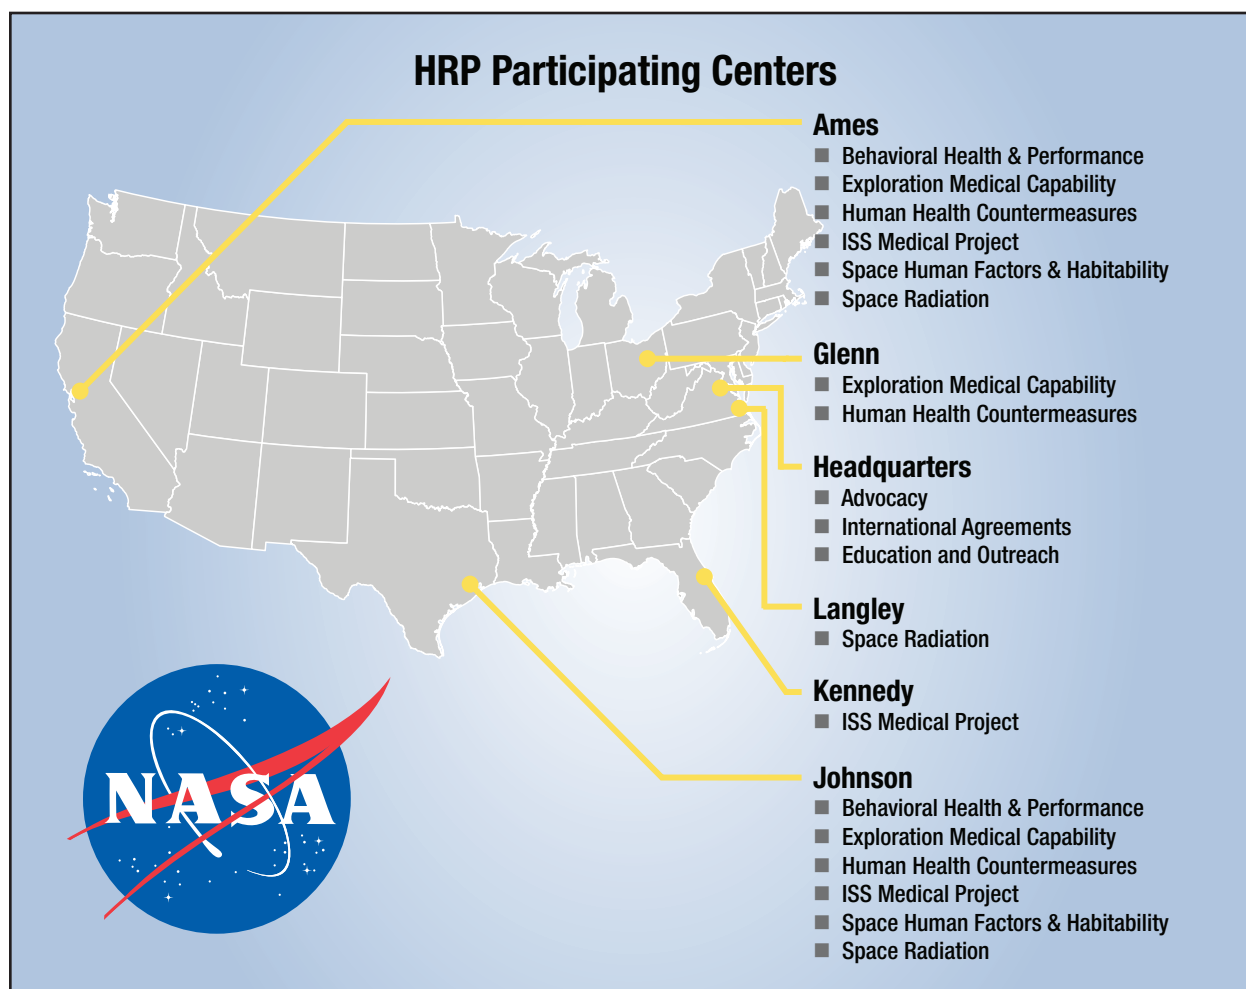 HRP Participating Centers
Ames
Behavioral Health & Performance
Exploration Medical Capability
Human Health Countermeasures
ISS Medical Project
Space Human Factors & Habitability
Space Radiation
Glenn
Exploration Medical Capability
Human Health Countermeasures
Headquarters
Advocacy
International Agreements
Education and Outreach
Langley
Space Radiation
Kennedy
ISS Medical Project
Johnson
Behavioral Health & Performance
Exploration Medical Capability
Human Health Countermeasures
ISS Medical Project
Space Human Factors & Habitability
Space Radiation
NASA